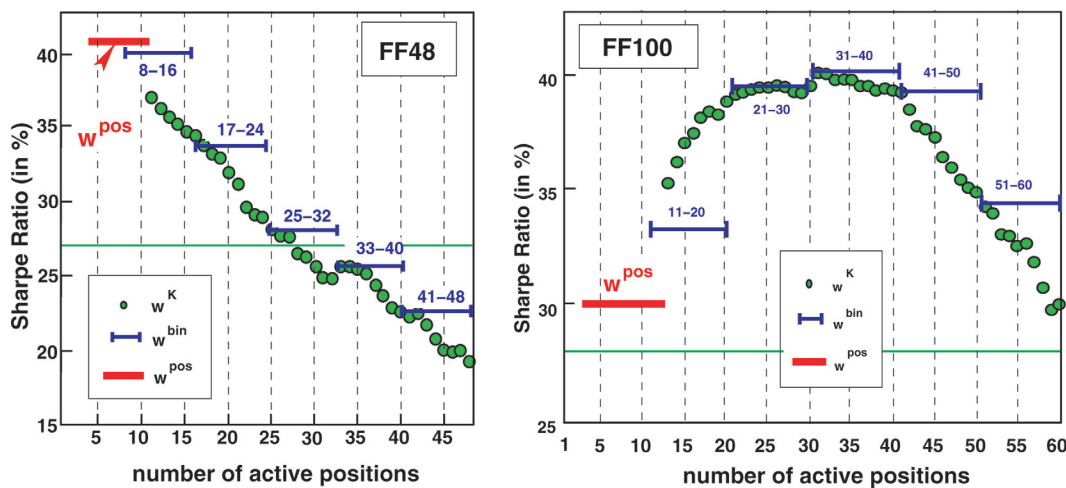 FF48
Sharpe Ratio (in %)
40
35
30
25
20
15
8–16
w^pos
17–24
25–32
33–40
41–48
w^K
w^bin
w^pos
5 10 15 20 25 30 35 40 45
number of active positions
FF100
Sharpe Ratio (in %)
40
35
30
25
31–40
41–50
21–30
11–20
51–60
w^pos
w^K
w^bin
w^pos
1 5 10 15 20 25 30 35 40 45 50 55 60
number of active positions